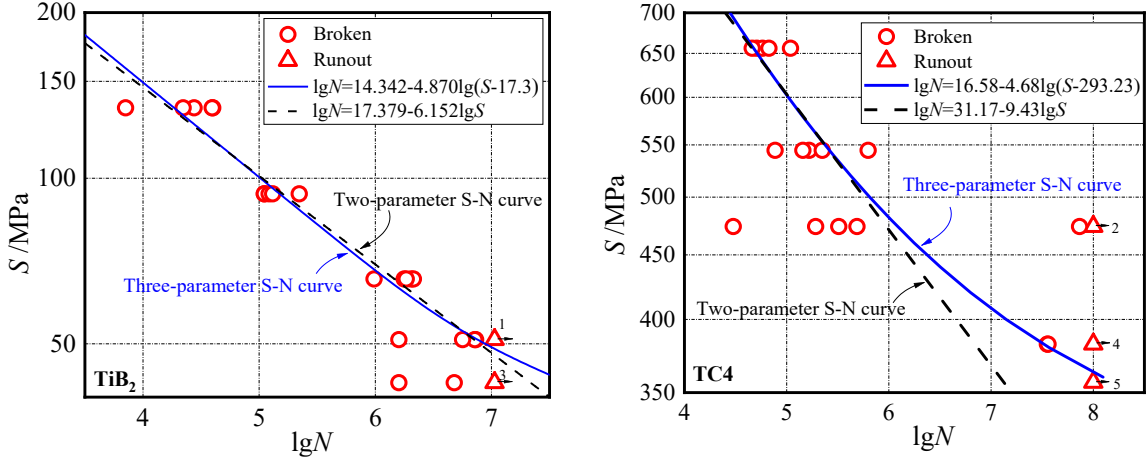 200
150
100
50
S /MPa
Broken
Runout
lgN=14.342-4.870lg(S-17.3)
lgN=17.379-6.152lgS
Two-parameter S-N curve
Three-parameter S-N curve
1
3
TiB₂
4 5 6 7
lgN
700
650
600
550
500
450
400
350
S /MPa
Broken
Runout
lgN=16.58-4.68lg(S-293.23)
lgN=31.17-9.43lgS
Three-parameter S-N curve
2
Two-parameter S-N curve
4
5
TC4
4 5 6 7 8
lgN